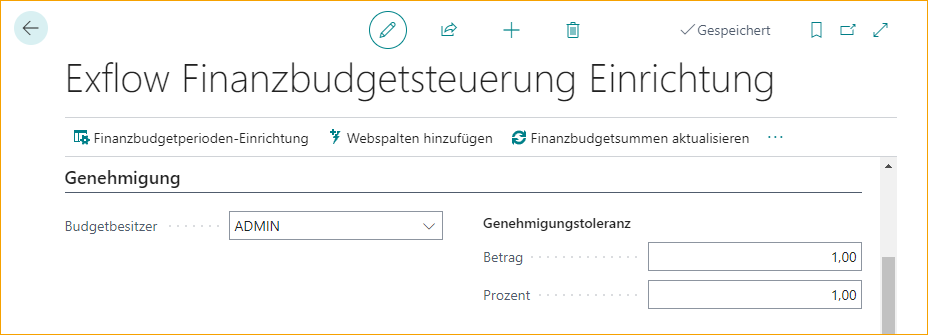 Gespeichert
Exflow Finanzbudgetsteuerung Einrichtung
Finanzbudgetperioden-Einrichtung Webspalten hinzufügen Finanzbudgetsummen aktualisieren ...
Genehmigung
Budgetbesitzer ADMIN
Genehmigungstoleranz
Betrag 1,00
Prozent 1,00